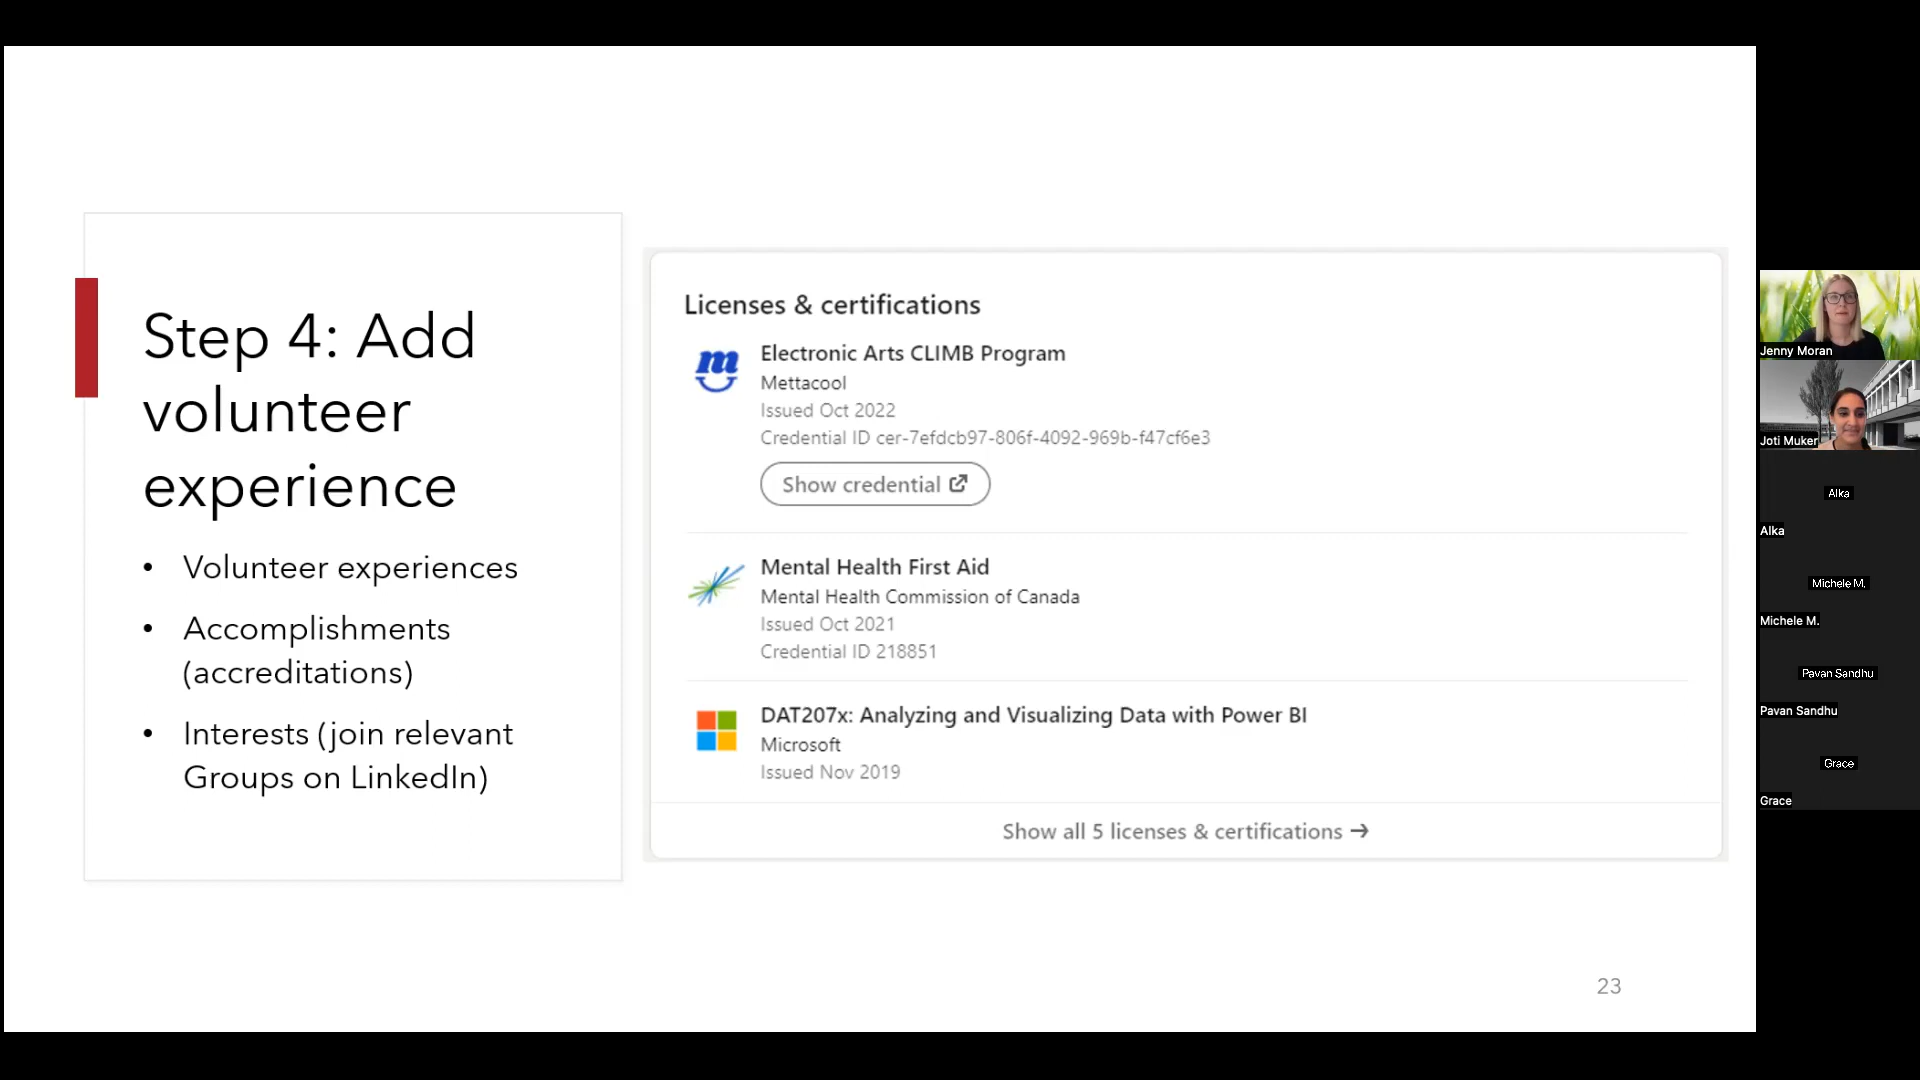 Step 4: Add
volunteer
experience
• Volunteer experiences
• Accomplishments
(accreditations)
• Interests (join relevant
Groups on LinkedIn)
Licenses & certifications
m
Electronic Arts CLIMB Program
Mettacool
Issued Oct 2022
Credential ID cer-7efdcb97-806f-4092-969b-f47cf6e3
Show credential
Mental Health First Aid
Mental Health Commission of Canada
Issued Oct 2021
Credential ID 218851
DAT207x: Analyzing and Visualizing Data with Power BI
Microsoft
Issued Nov 2019
Show all 5 licenses & certifications →
23
Jenny Moran
Joti Muker
Alka
Alka
Michele M.
Michele M.
Pavan Sandhu
Pavan Sandhu
Grace
Grace